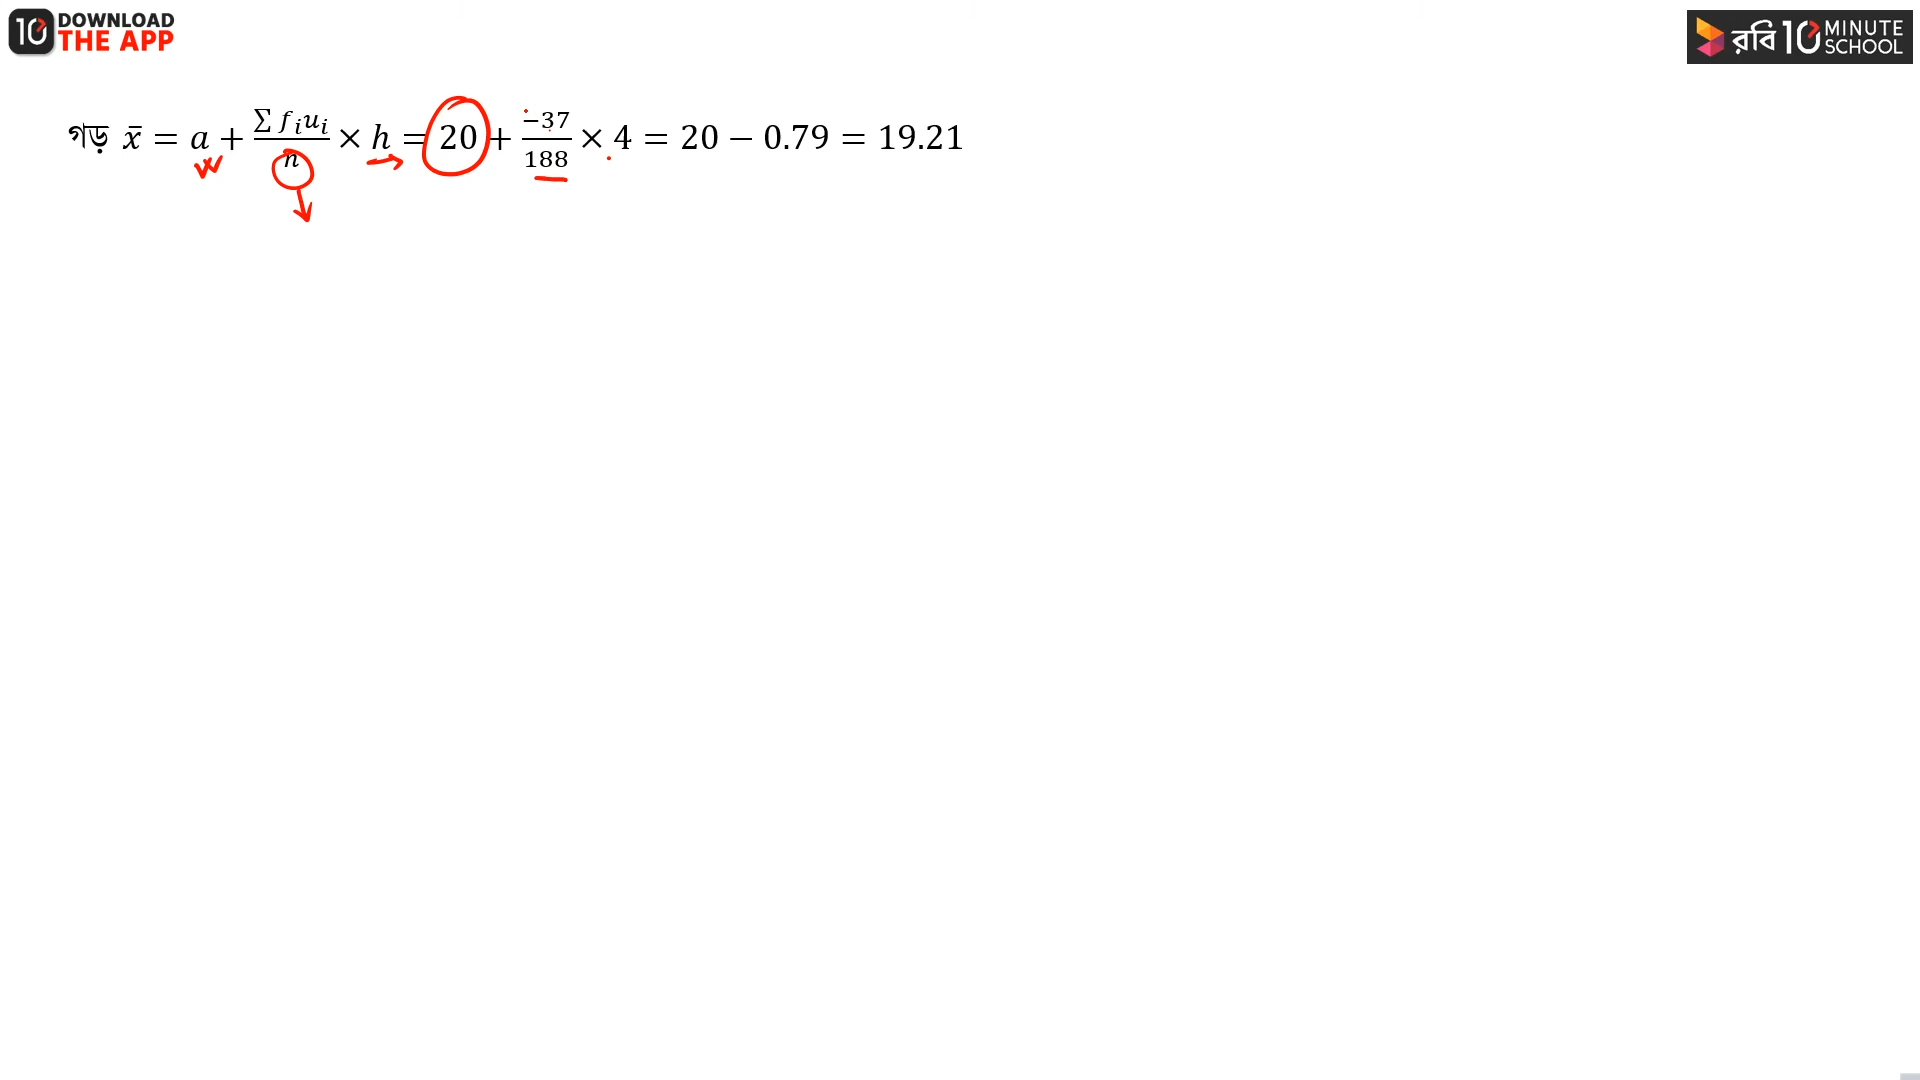 10 DOWNLOAD
THE APP
রবি 10 MINUTE
SCHOOL
গড় x̄ = a + (∑ fᵢuᵢ)/n × h = 20 + (−37)/188 × 4 = 20 − 0.79 = 19.21